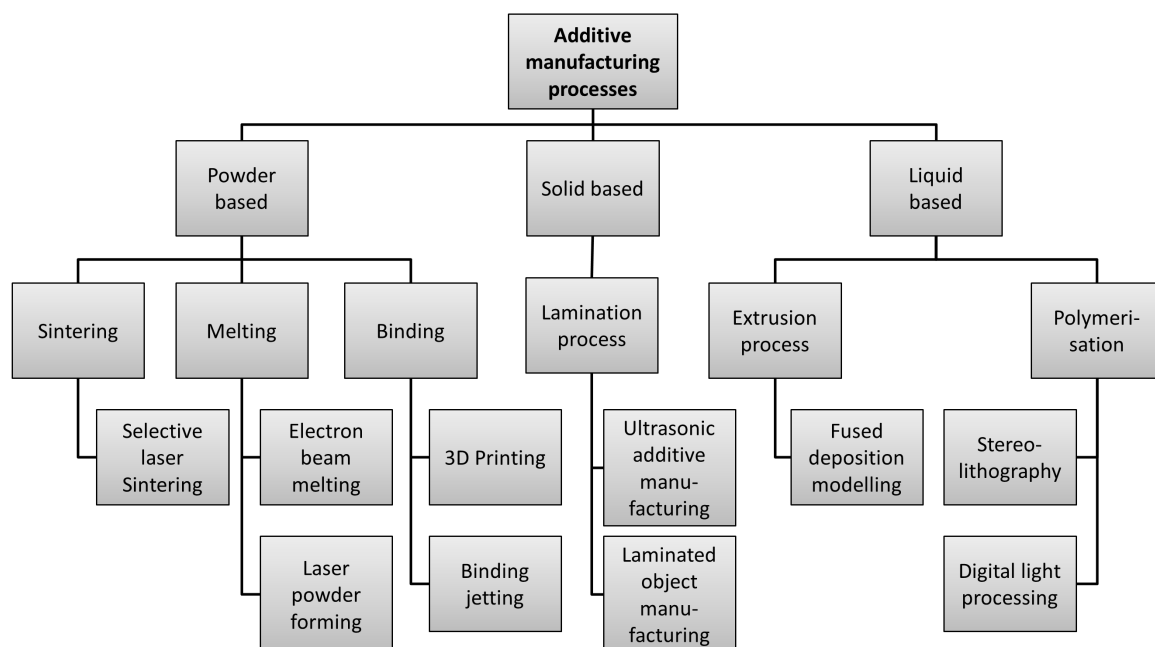 Additive
manufacturing
processes
Powder
based
Solid based
Liquid
based
Sintering
Melting
Binding
Lamination
process
Extrusion
process
Polymeri-
sation
Selective
laser
Sintering
Electron
beam
melting
3D Printing
Ultrasonic
additive
manu-
facturing
Fused
deposition
modelling
Stereo-
lithography
Laser
powder
forming
Binding
jetting
Laminated
object
manu-
facturing
Digital light
processing